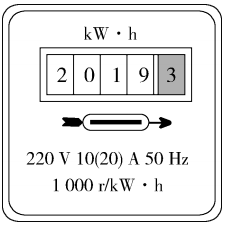 kW · h
2 0 1 9 3
220 V 10(20) A 50 Hz
1 000 r/kW · h